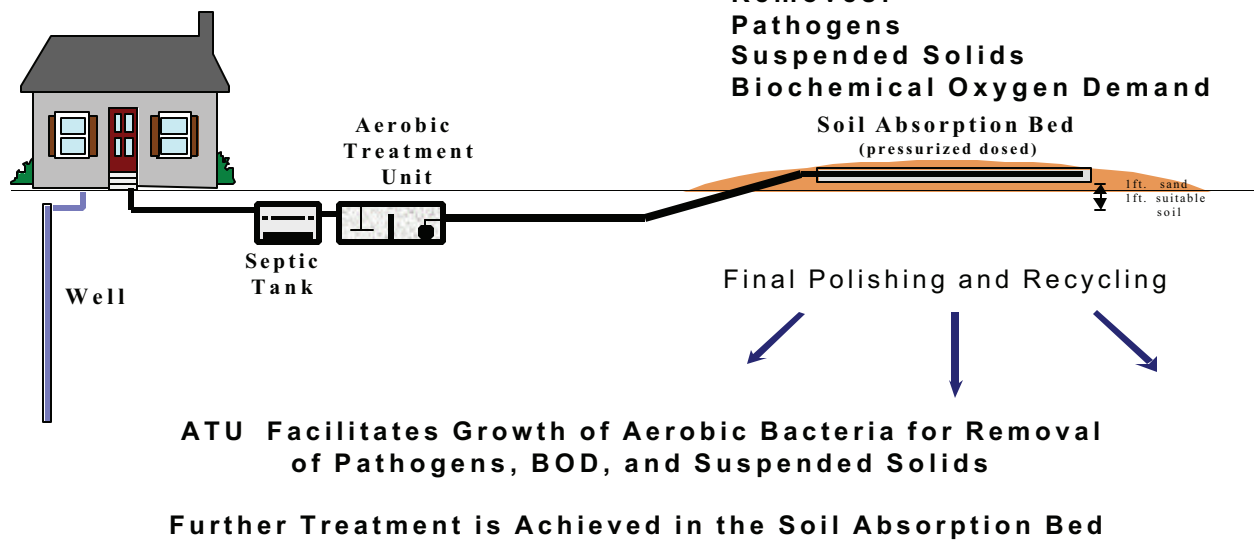 Pathogens
Suspended Solids
Biochemical Oxygen Demand
Soil Absorption Bed
(pressurized dosed)
Aerobic
Treatment
Unit
1ft. sand
1ft. suitable
soil
Septic
Tank
Well
Final Polishing and Recycling
ATU Facilitates Growth of Aerobic Bacteria for Removal
of Pathogens, BOD, and Suspended Solids
Further Treatment is Achieved in the Soil Absorption Bed